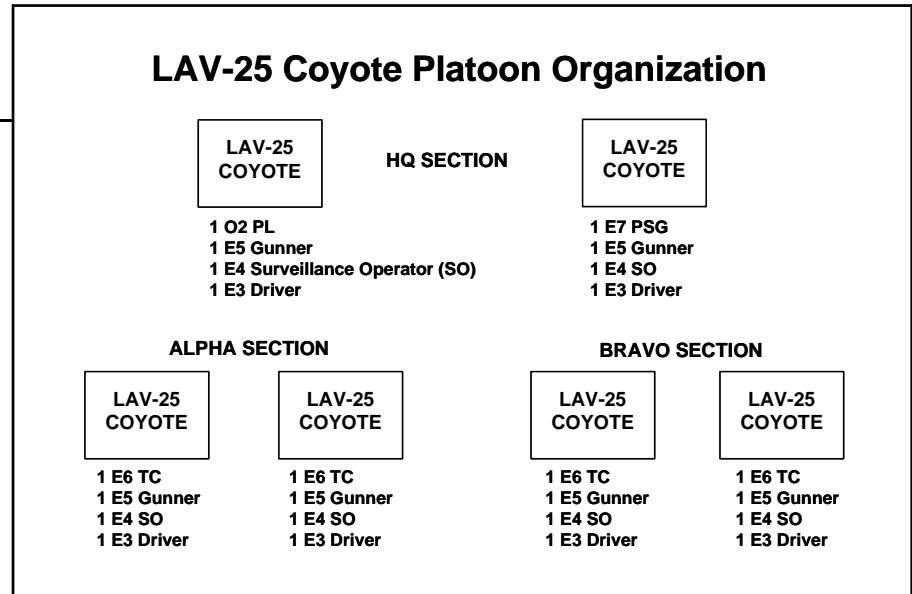 LAV-25 Coyote Platoon Organization
LAV-25
COYOTE
HQ SECTION
LAV-25
COYOTE
1 O2 PL
1 E5 Gunner
1 E4 Surveillance Operator (SO)
1 E3 Driver
1 E7 PSG
1 E5 Gunner
1 E4 SO
1 E3 Driver
ALPHA SECTION
BRAVO SECTION
LAV-25
COYOTE
LAV-25
COYOTE
LAV-25
COYOTE
LAV-25
COYOTE
1 E6 TC
1 E5 Gunner
1 E4 SO
1 E3 Driver
1 E6 TC
1 E5 Gunner
1 E4 SO
1 E3 Driver
1 E6 TC
1 E5 Gunner
1 E4 SO
1 E3 Driver
1 E6 TC
1 E5 Gunner
1 E4 SO
1 E3 Driver